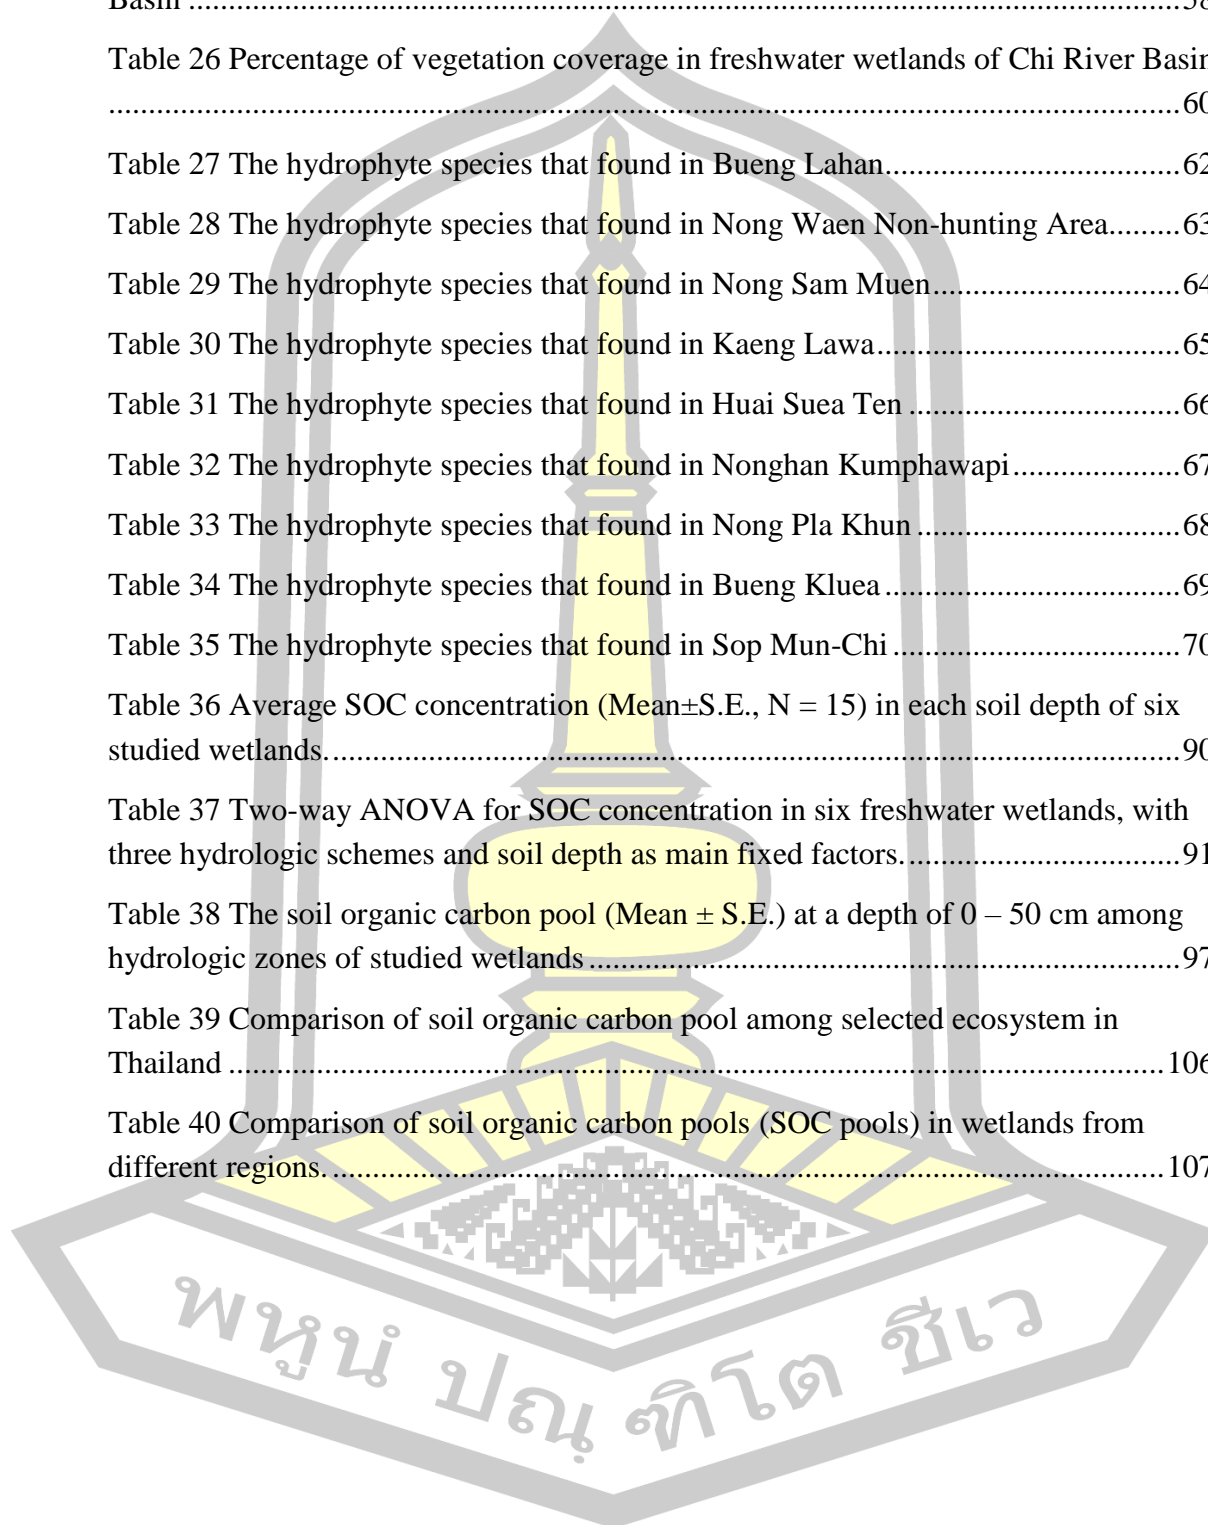 Basin ........................................................................................................................58
Table 26 Percentage of vegetation coverage in freshwater wetlands of Chi River Basin
..................................................................................................................................60
Table 27 The hydrophyte species that found in Bueng Lahan....................................62
Table 28 The hydrophyte species that found in Nong Waen Non-hunting Area.........63
Table 29 The hydrophyte species that found in Nong Sam Muen..............................64
Table 30 The hydrophyte species that found in Kaeng Lawa.....................................65
Table 31 The hydrophyte species that found in Huai Suea Ten .................................66
Table 32 The hydrophyte species that found in Nonghan Kumphawapi....................67
Table 33 The hydrophyte species that found in Nong Pla Khun ................................68
Table 34 The hydrophyte species that found in Bueng Kluea ....................................69
Table 35 The hydrophyte species that found in Sop Mun-Chi ...................................70
Table 36 Average SOC concentration (Mean±S.E., N = 15) in each soil depth of six
studied wetlands.........................................................................................................90
Table 37 Two-way ANOVA for SOC concentration in six freshwater wetlands, with
three hydrologic schemes and soil depth as main fixed factors..................................91
Table 38 The soil organic carbon pool (Mean ± S.E.) at a depth of 0 – 50 cm among
hydrologic zones of studied wetlands ........................................................................97
Table 39 Comparison of soil organic carbon pool among selected ecosystem in
Thailand ...................................................................................................................106
Table 40 Comparison of soil organic carbon pools (SOC pools) in wetlands from
different regions.......................................................................................................107
พหูนํ ปณฺ ฑิโต ชีเว